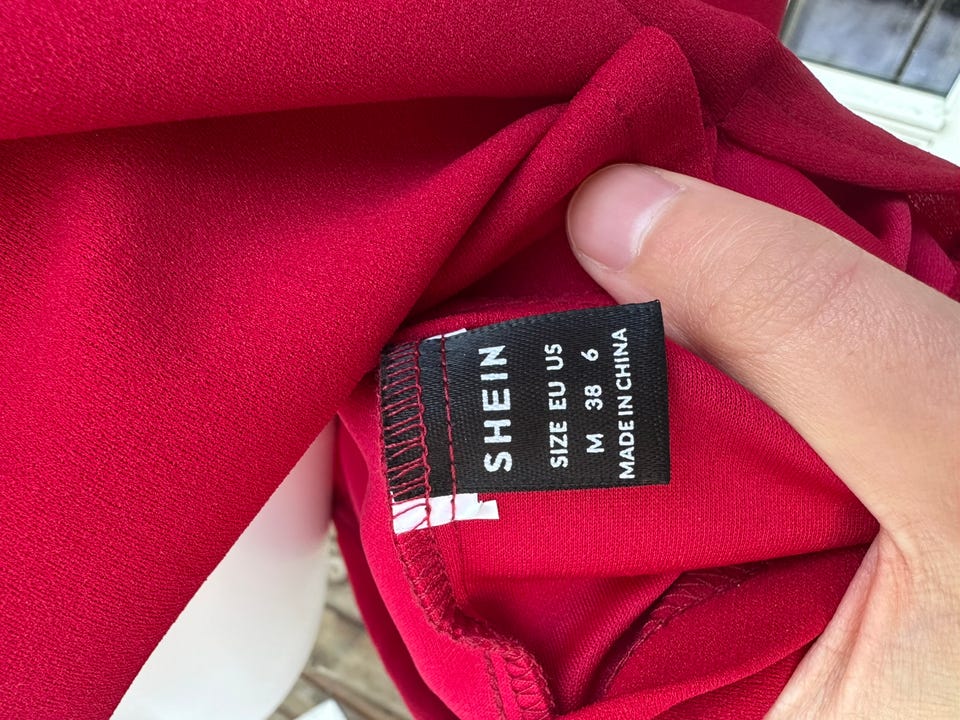 SHEIN
SIZE EU US
M 38 6
MADE IN CHINA